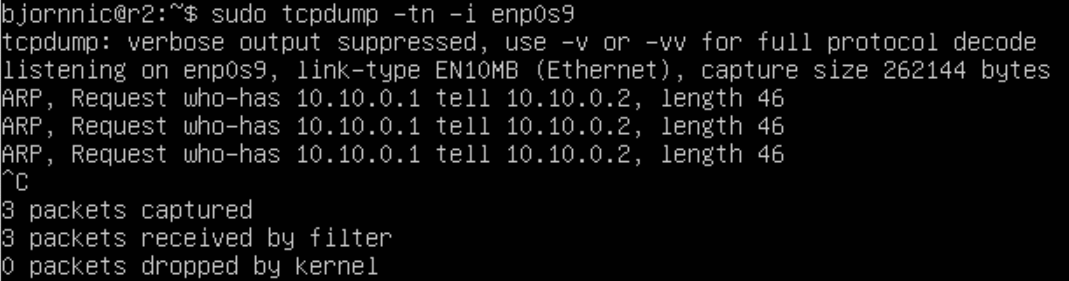 bjornnic@r2:~$ sudo tcpdump -tn -i enp0s9
tcpdump: verbose output suppressed, use -v or -vv for full protocol decode
listening on enp0s9, link-type EN10MB (Ethernet), capture size 262144 bytes
ARP, Request who-has 10.10.0.1 tell 10.10.0.2, length 46
ARP, Request who-has 10.10.0.1 tell 10.10.0.2, length 46
ARP, Request who-has 10.10.0.1 tell 10.10.0.2, length 46
^C
3 packets captured
3 packets received by filter
0 packets dropped by kernel